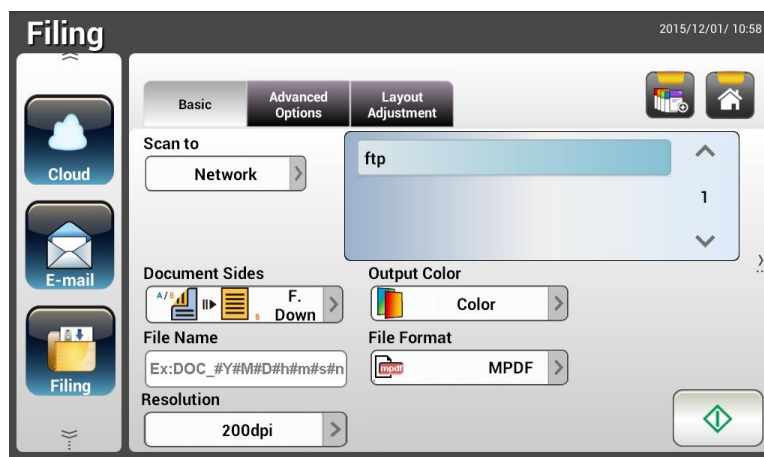 Filing
2015/12/01/ 10:58
Cloud
E-mail
Filing
Basic
Advanced
Options
Layout
Adjustment
Scan to
Network
ftp
1
Document Sides
A/B
B
F.
Down
Output Color
Color
File Name
Ex:DOC_#Y#M#D#h#m#s#n
File Format
mpdf
MPDF
Resolution
200dpi